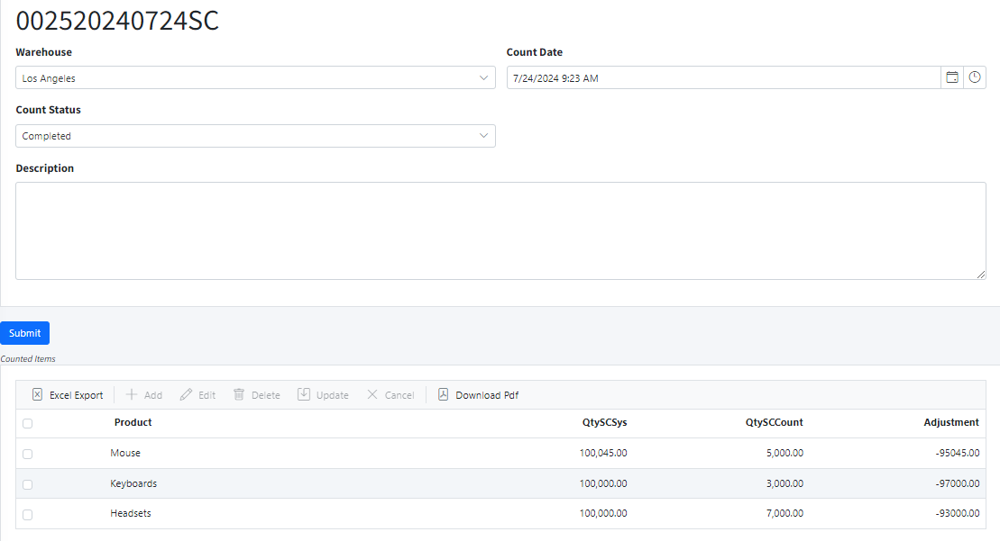 002520240724SC
Warehouse Count Date
Los Angeles 7/24/2024 9:23 AM
Count Status
Completed
Description
Submit
Counted Items
Excel Export Add Edit Delete Update Cancel Download Pdf
Product QtySCSys QtySCCount Adjustment
Mouse 100,045.00 5,000.00 -95045.00
Keyboards 100,000.00 3,000.00 -97000.00
Headsets 100,000.00 7,000.00 -93000.00